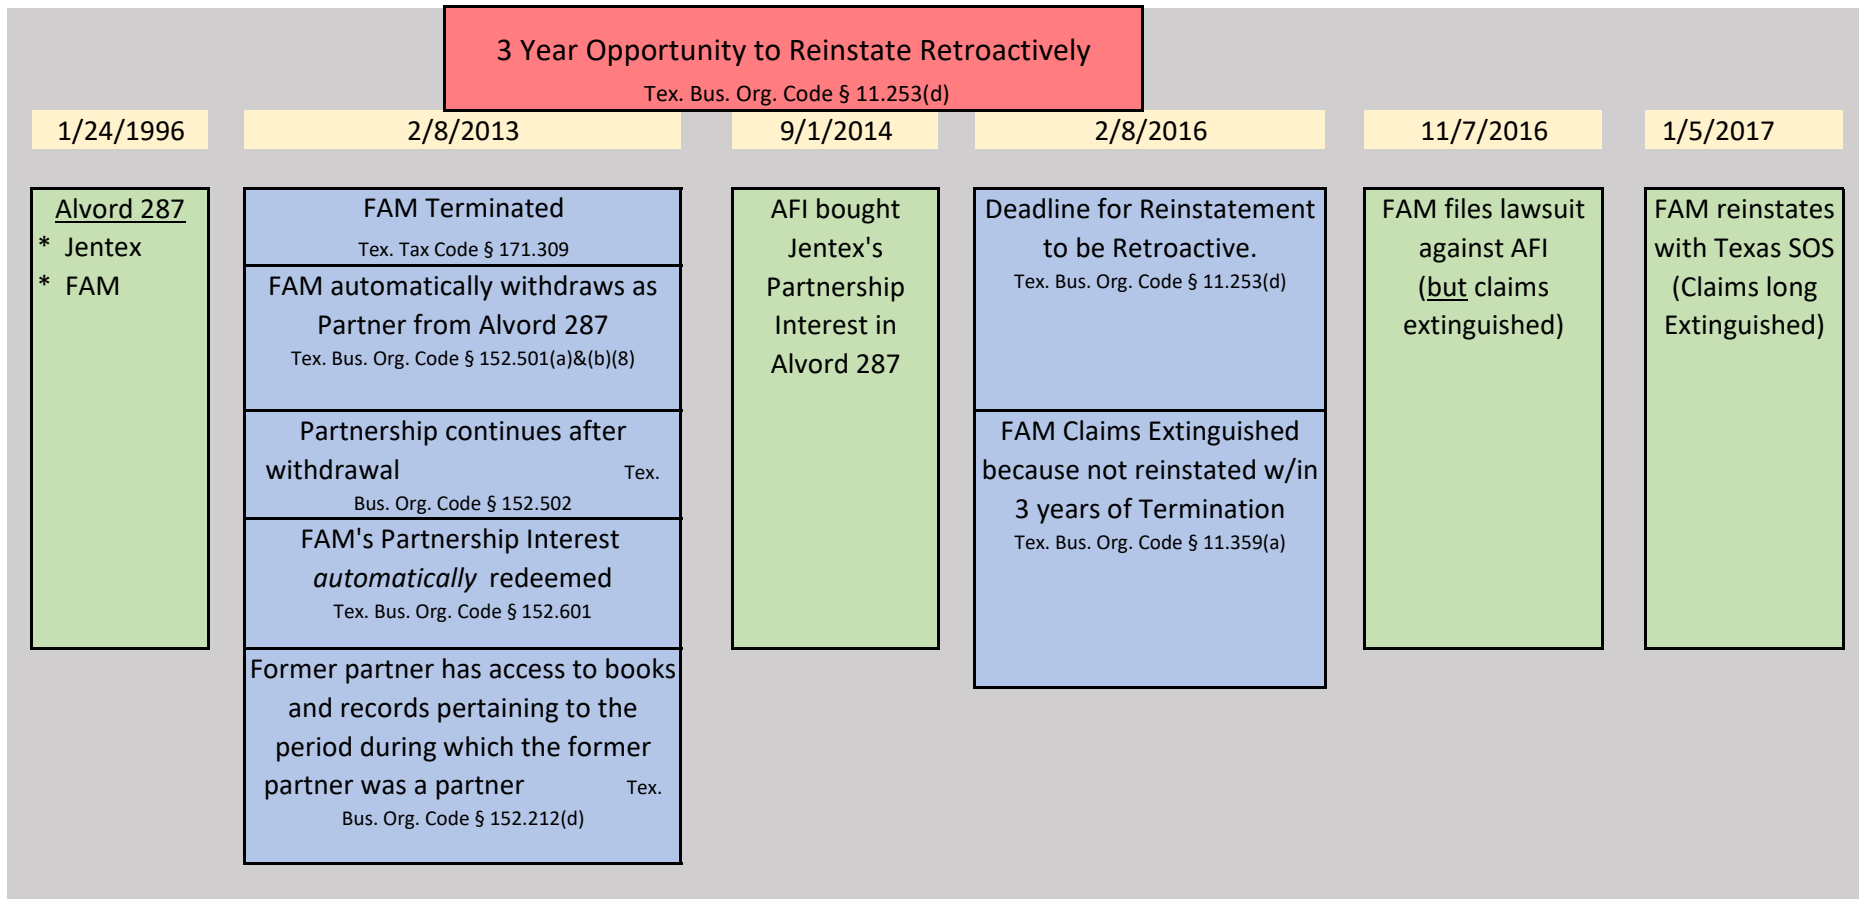 3 Year Opportunity to Reinstate Retroactively
Tex. Bus. Org. Code § 11.253(d)
1/24/1996
2/8/2013
9/1/2014
2/8/2016
11/7/2016
1/5/2017
Alvord 287
* Jentex
* FAM
FAM Terminated
Tex. Tax Code § 171.309
FAM automatically withdraws as
Partner from Alvord 287
Tex. Bus. Org. Code § 152.501(a)&(b)(8)
Partnership continues after
withdrawal Tex.
Bus. Org. Code § 152.502
FAM's Partnership Interest
automatically redeemed
Tex. Bus. Org. Code § 152.601
Former partner has access to books
and records pertaining to the
period during which the former
partner was a partner Tex.
Bus. Org. Code § 152.212(d)
AFI bought
Jentex's
Partnership
Interest in
Alvord 287
Deadline for Reinstatement
to be Retroactive.
Tex. Bus. Org. Code § 11.253(d)
FAM Claims Extinguished
because not reinstated w/in
3 years of Termination
Tex. Bus. Org. Code § 11.359(a)
FAM files lawsuit
against AFI
(but claims
extinguished)
FAM reinstates
with Texas SOS
(Claims long
Extinguished)